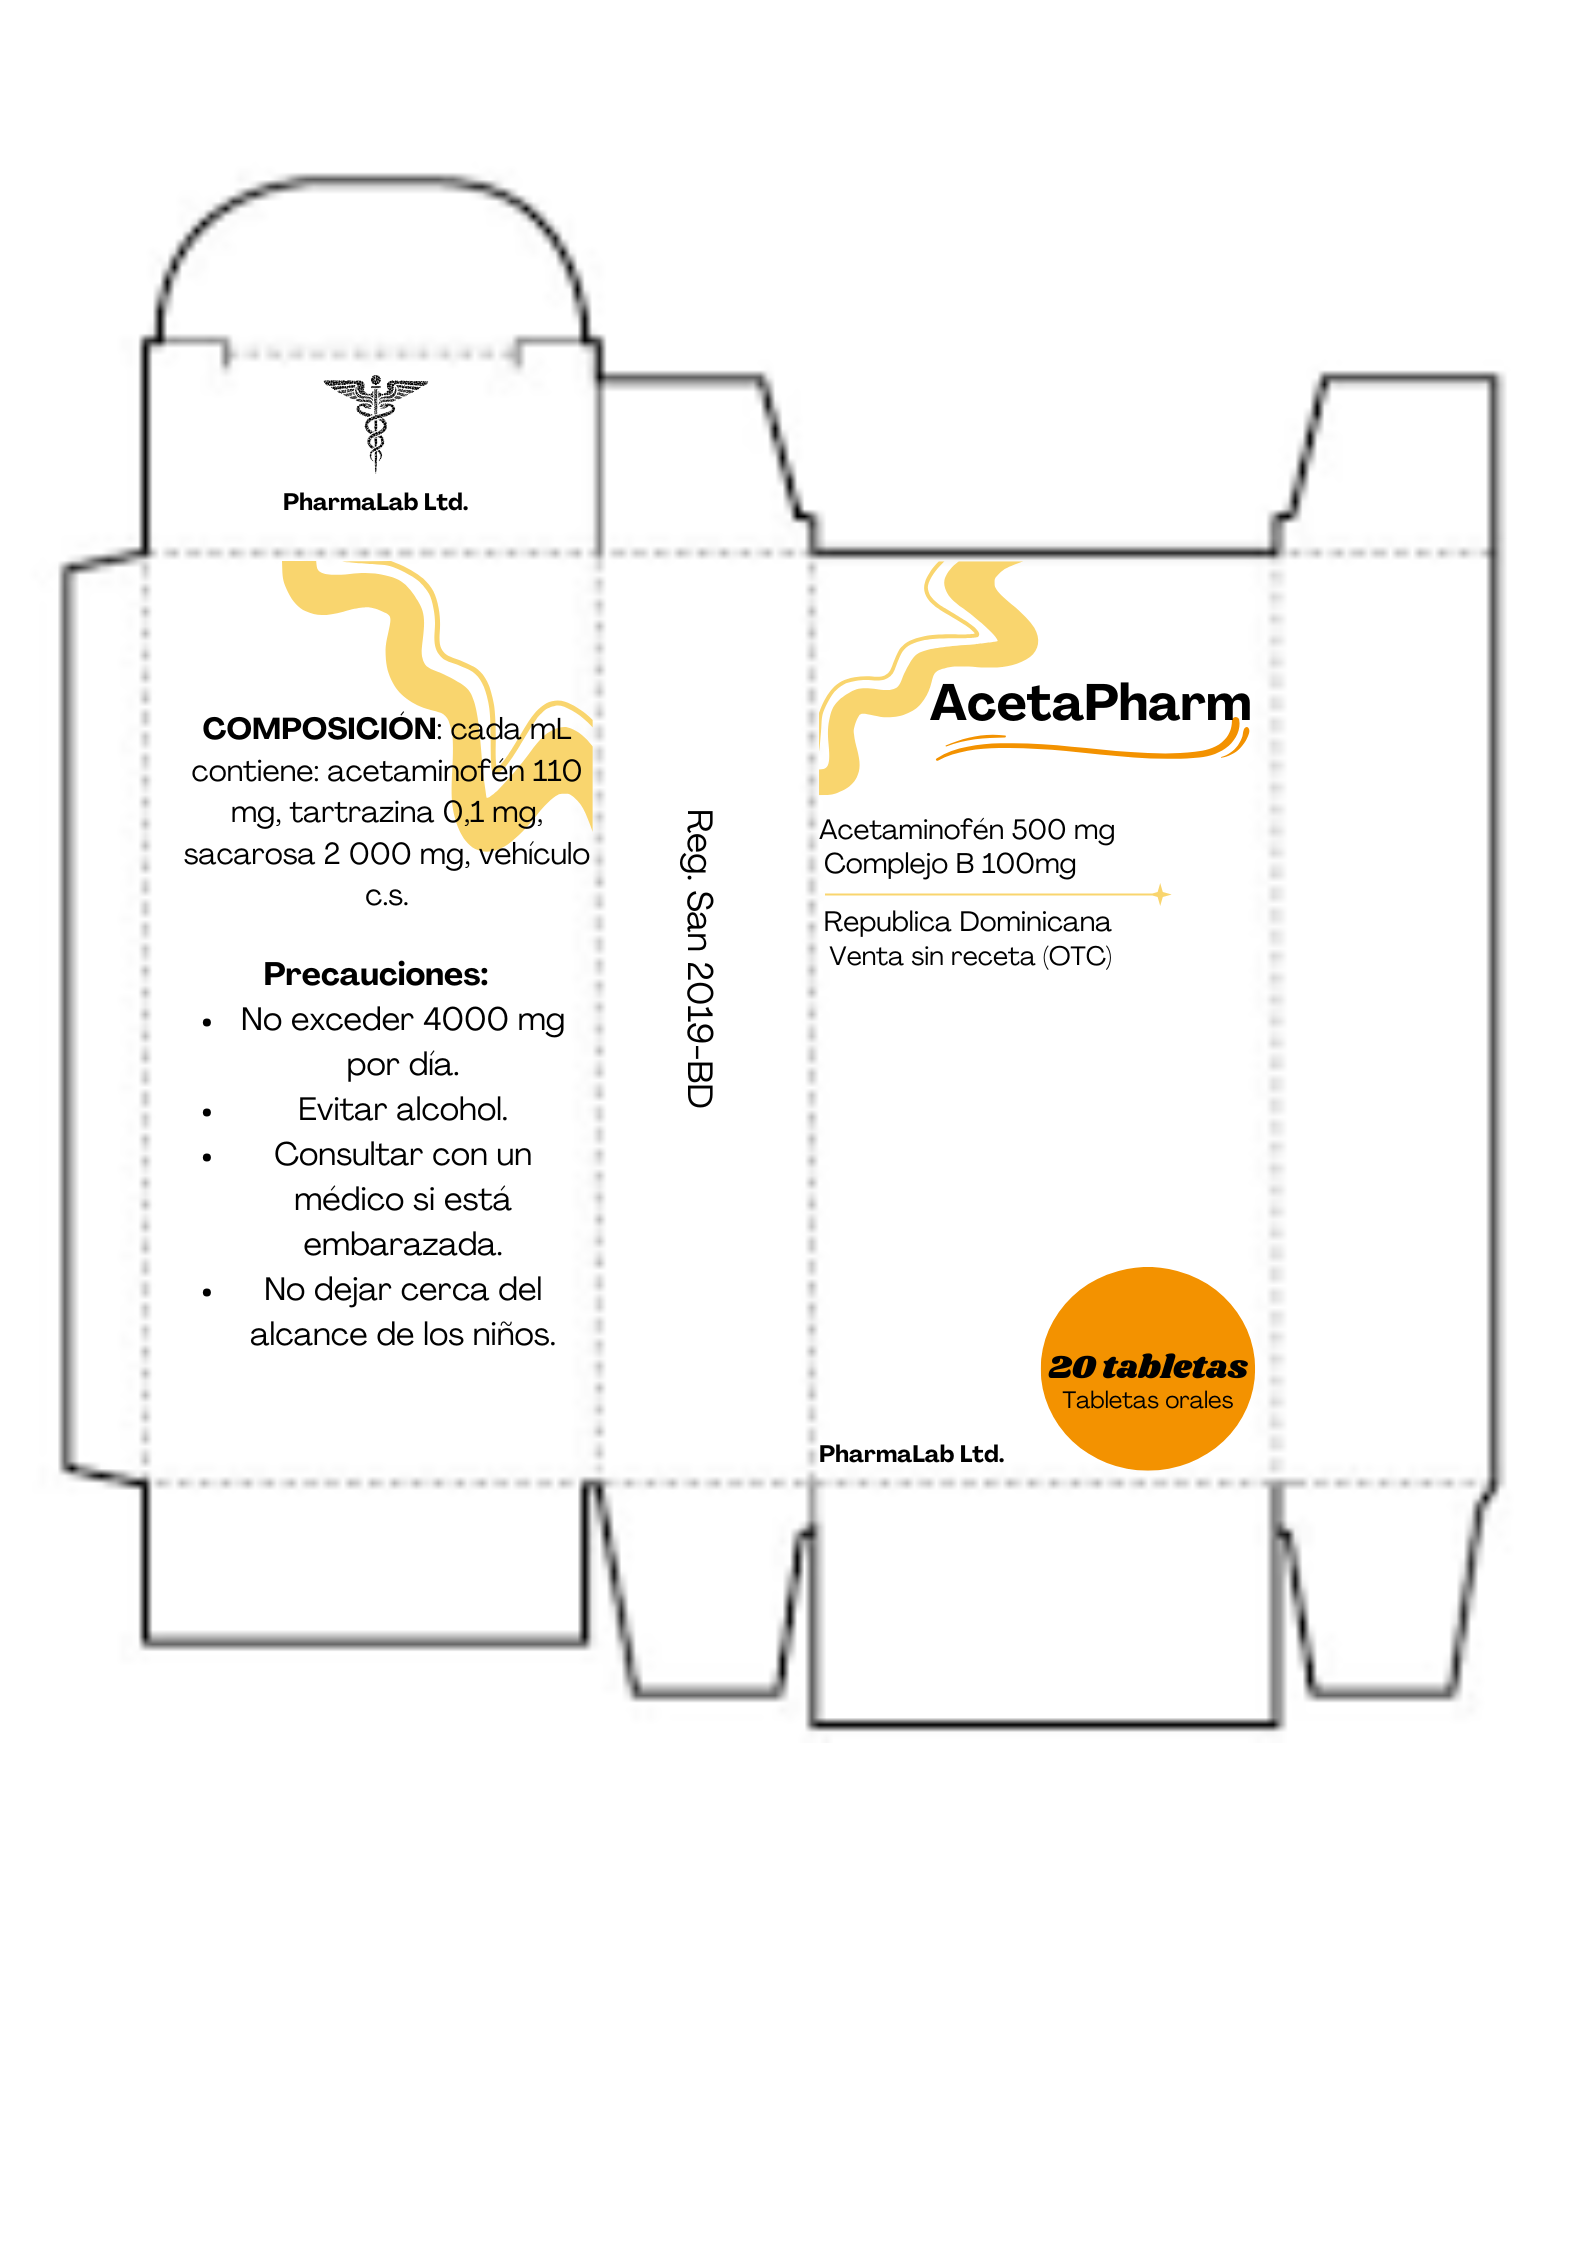 PharmaLab Ltd.
COMPOSICIÓN: cada mL
contiene: acetaminofén 110
mg, tartrazina 0,1 mg,
sacarosa 2 000 mg, vehículo
c.s.
Precauciones:
• No exceder 4000 mg
por día.
• Evitar alcohol.
• Consultar con un
médico si está
embarazada.
• No dejar cerca del
alcance de los niños.
Reg. San 2019-BD
AcetaPharm
Acetaminofén 500 mg
Complejo B 100mg
Republica Dominicana
Venta sin receta (OTC)
20 tabletas
Tabletas orales
PharmaLab Ltd.